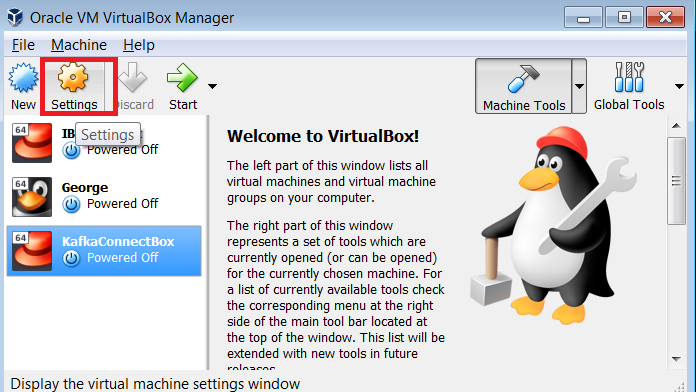 Oracle VM VirtualBox Manager
File Machine Help
New Settings Discard Start Machine Tools Global Tools
Settings
64
Powered Off
64 George
Powered Off
64 KafkaConnectBox
Powered Off
Welcome to VirtualBox!
The left part of this window lists all
virtual machines and virtual machine
groups on your computer.
The right part of this window
represents a set of tools which are
currently opened (or can be opened)
for the currently chosen machine. For
a list of currently available tools check
the corresponding menu at the right
side of the main tool bar located at
the top of the window. This list will be
extended with new tools in future
releases
Display the virtual machine settings window